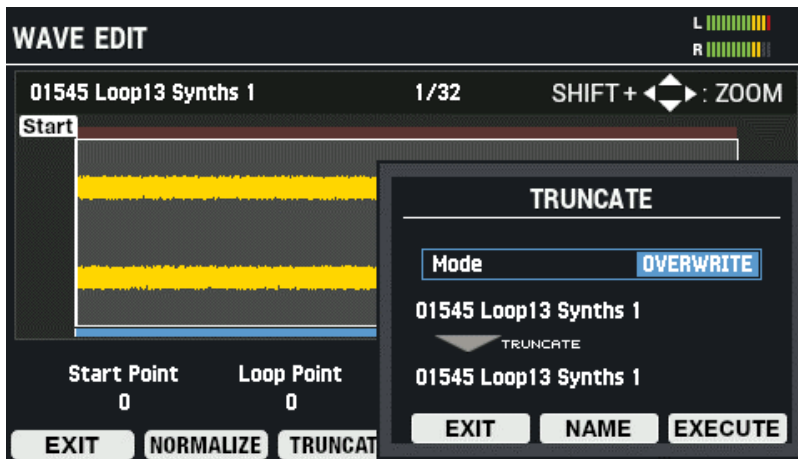 WAVE EDIT
L
R
01545 Loop13 Synths 1 1/32 SHIFT + : ZOOM
Start
TRUNCATE
Mode OVERWRITE
01545 Loop13 Synths 1
TRUNCATE
01545 Loop13 Synths 1
EXIT NAME EXECUTE
Start Point Loop Point
0 0
EXIT NORMALIZE TRUNCAT